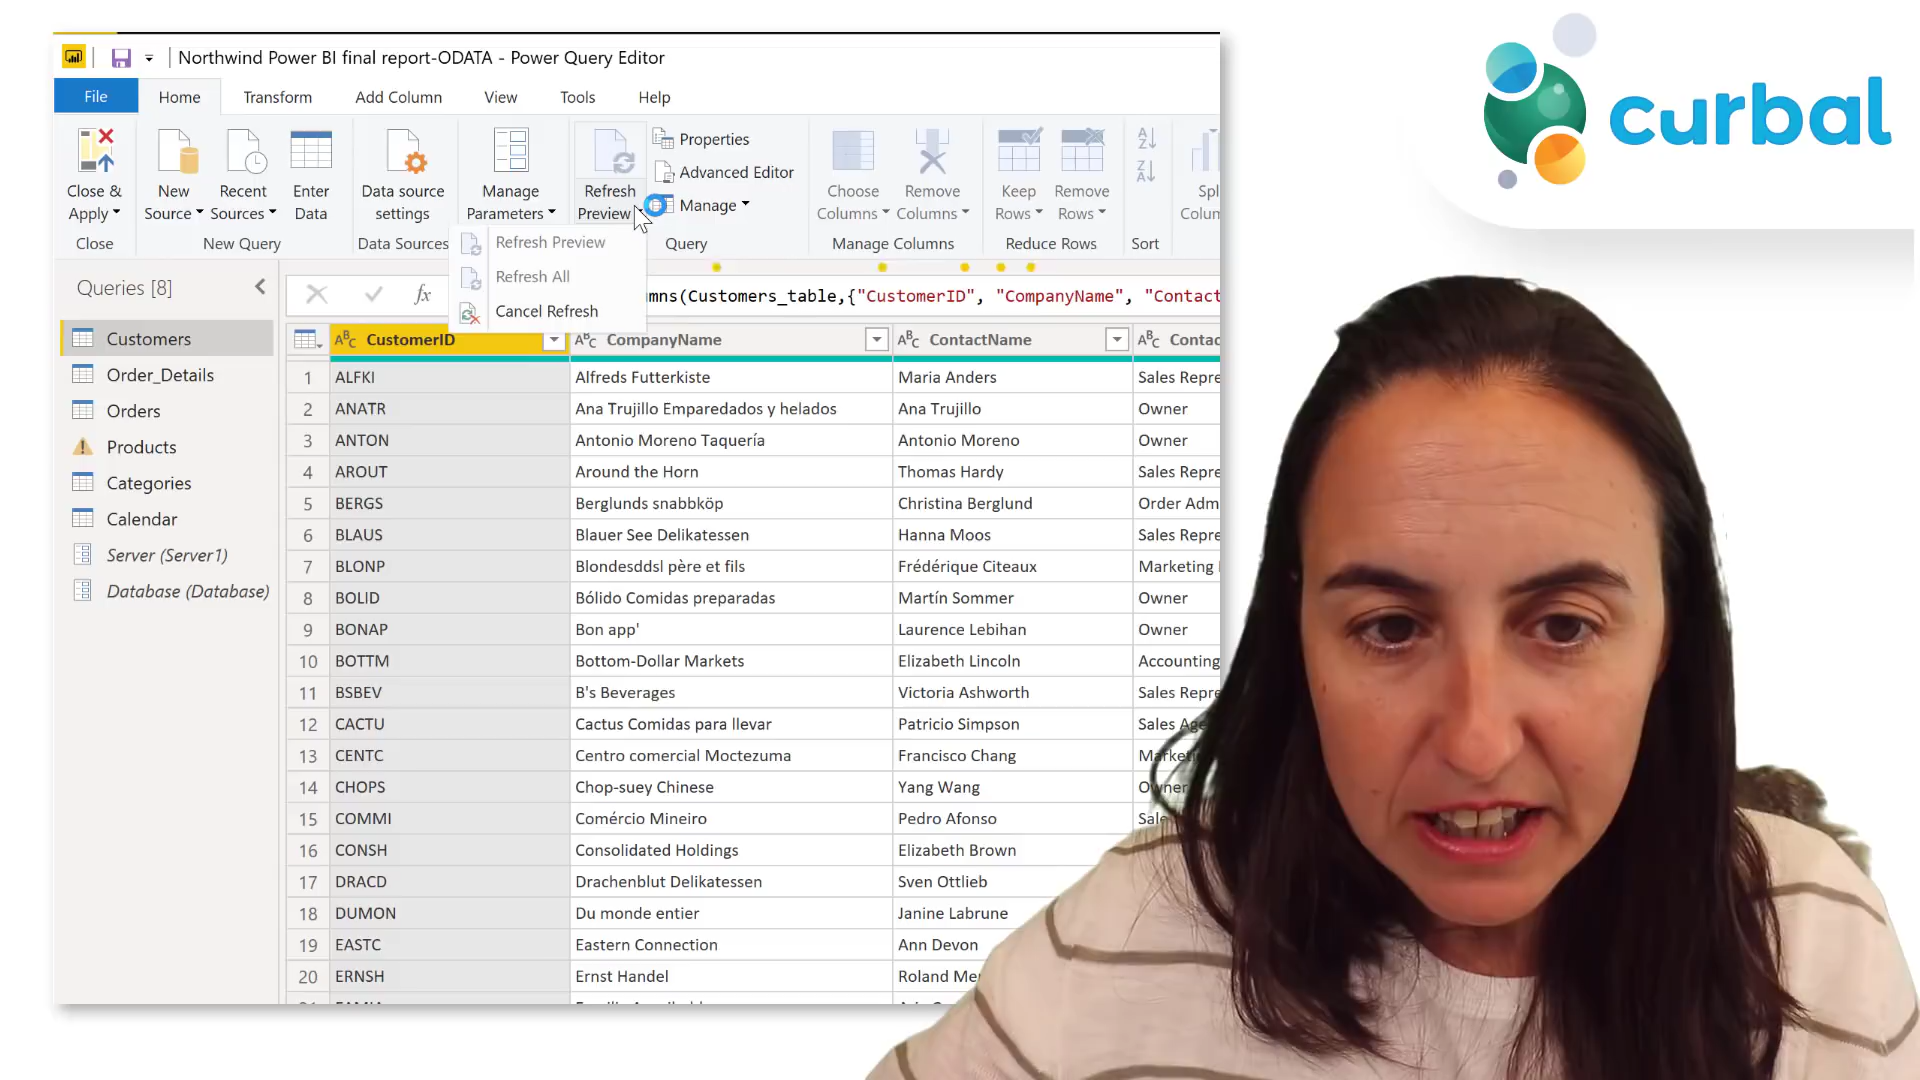 Northwind Power BI final report-ODATA - Power Query Editor
curbal
File Home Transform Add Column View Tools Help
Close & Apply
New Source
Recent Sources
Enter Data
Data source settings
Manage Parameters
Refresh Preview
Properties
Advanced Editor
Manage
Choose Columns
Remove Columns
Keep Rows
Remove Rows
Close
New Query
Data Sources
Query
Manage Columns
Reduce Rows
Sort
Refresh Preview
Refresh All
Cancel Refresh
Queries [8]
fx
(Customers_table,{"CustomerID", "CompanyName", "Contact
Customers
Order_Details
Orders
Products
Categories
Calendar
Server (Server1)
Database (Database)
CustomerID CompanyName ContactName
1 ALFKI Alfreds Futterkiste Maria Anders Sales
2 ANATR Ana Trujillo Emparedados y helados Ana Trujillo Owner
3 ANTON Antonio Moreno Taquería Antonio Moreno Owner
4 AROUT Around the Horn Thomas Hardy Sales
5 BERGS Berglunds snabbköp Christina Berglund Order
6 BLAUS Blauer See Delikatessen Hanna Moos Sales
7 BLONP Blondesddsl père et fils Frédérique Citeaux Marketing
8 BOLID Bólido Comidas preparadas Martín Sommer Owner
9 BONAP Bon app' Laurence Lebihan Owner
10 BOTTM Bottom-Dollar Markets Elizabeth Lincoln Accounting
11 BSBEV B's Beverages Victoria Ashworth Sales
12 CACTU Cactus Comidas para llevar Patricio Simpson Sales
13 CENTC Centro comercial Moctezuma Francisco Chang
14 CHOPS Chop-suey Chinese Yang Wang Owner
15 COMMI Comércio Mineiro Pedro Afonso
16 CONSH Consolidated Holdings Elizabeth Brown
17 DRACD Drachenblut Delikatessen Sven Ottlieb
18 DUMON Du monde entier Janine Labrune
19 EASTC Eastern Connection Ann Devon
20 ERNSH Ernst Handel Roland